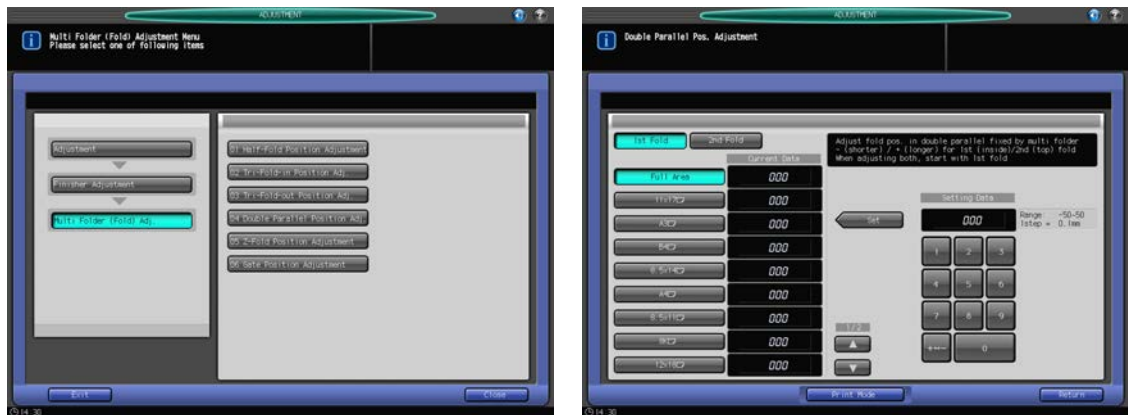 ADJUSTMENT
Multi Folder (Fold) Adjustment Menu
Please select one of following items
Adjustment
Finisher Adjustment
Multi Folder (Fold) Adj.
01 Half-Fold Position Adjustment
02 Tri-Fold-in Position Adj.
03 Tri-Fold-out Position Adj.
04 Double Parallel Position Adj.
05 Z-Fold Position Adjustment
06 Gate Position Adjustment
Exit
Close
14:30
ADJUSTMENT
Double Parallel Pos. Adjustment
1st Fold
2nd Fold
Adjust fold pos. in double parallel fixed by multi folder
- (shorter) / + (longer) for 1st (inside)/2nd (top) fold
When adjusting both, start with 1st fold
Current Data
Full Area 000
11x17 000
A3 000
B4 000
8.5x14 000
A4 000
8.5x11 000
8K 000
12x18 000
Set
Setting Data
000
Range: -50-50
1step = 0.1mm
1 2 3
4 5 6
7 8 9
0
1/2
Print Mode
Return
14:30